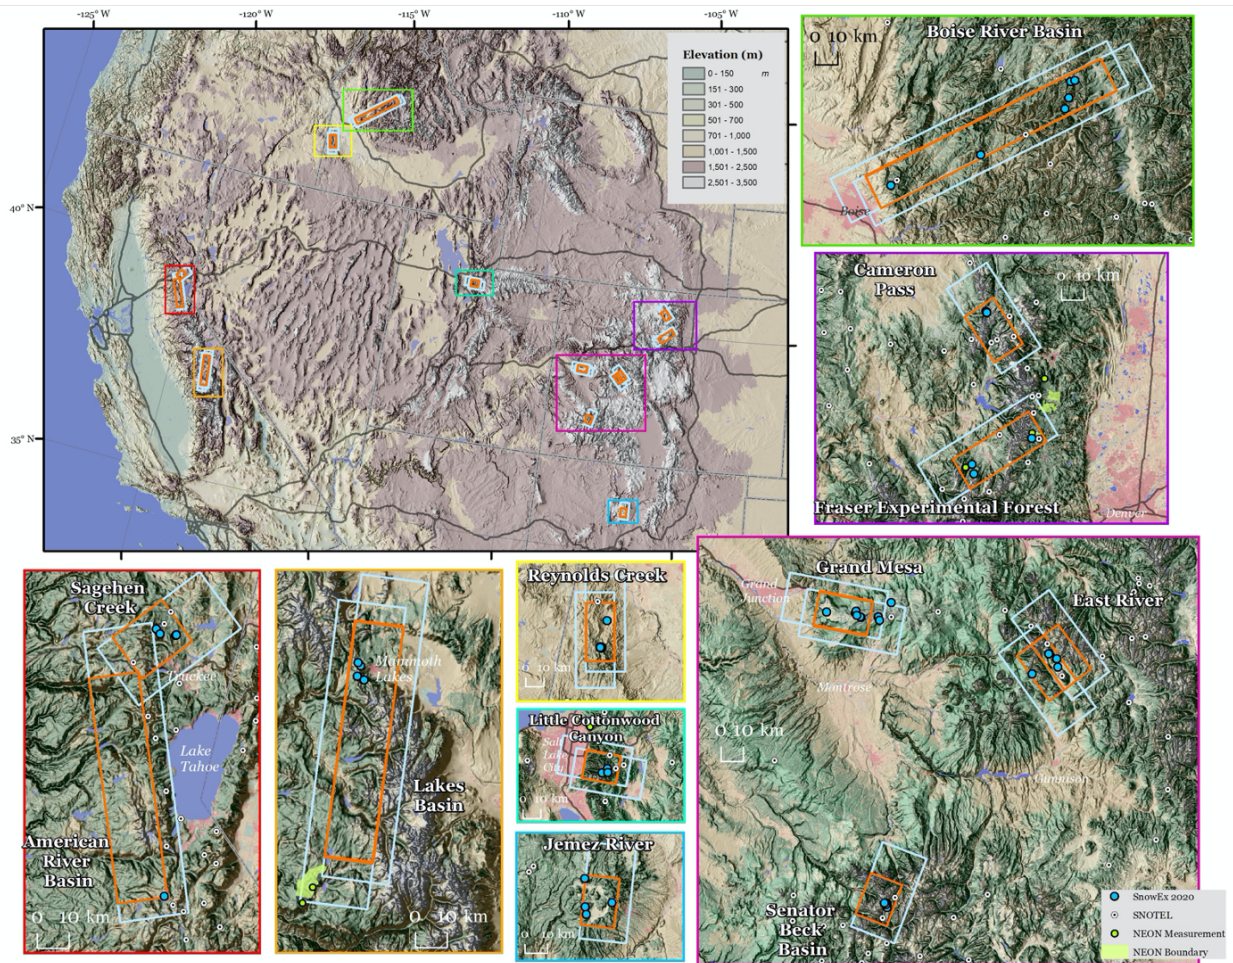 -125° W
-120° W
-115° W
-110° W
-105° W
40° N
35° N
Elevation (m)
0 - 150 m
151 - 300
301 - 500
501 - 700
701 - 1,000
1,001 - 1,500
1,501 - 2,500
2,501 - 3,500
0 10 km
Boise River Basin
Boise
Cameron
Pass
0 10 km
Fraser Experimental Forest
Denver
Sagehen
Creek
Truckee
Lake
Tahoe
American
River
Basin
0 10 km
Mammoth
Lakes
Lakes
Basin
0 10 km
Reynolds Creek
0 10 km
Little Cottonwood
Canyon
Salt
Lake
City
0 10 km
Jemez River
0 10 km
Grand Mesa
Grand
Junction
East River
Montrose
0 10 km
Gunnison
Senator
Beck
Basin
SnowEx 2020
SNOTEL
NEON Measurement
NEON Boundary